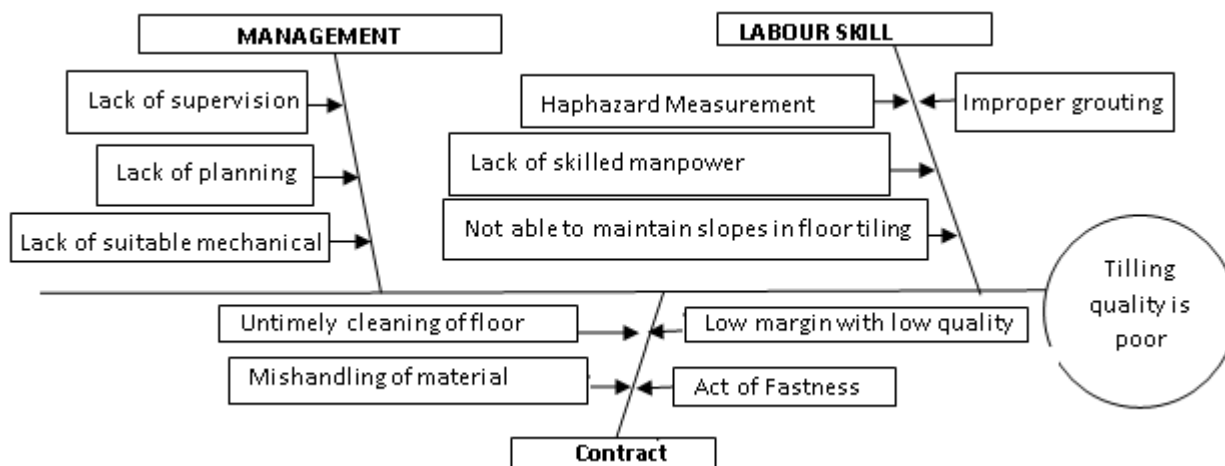 MANAGEMENT
LABOUR SKILL
Lack of supervision
Haphazard Measurement
Improper grouting
Lack of planning
Lack of skilled manpower
Lack of suitable mechanical
Not able to maintain slopes in floor tiling
Tilling
quality is
poor
Untimely cleaning of floor
Low margin with low quality
Mishandling of material
Act of Fastness
Contract